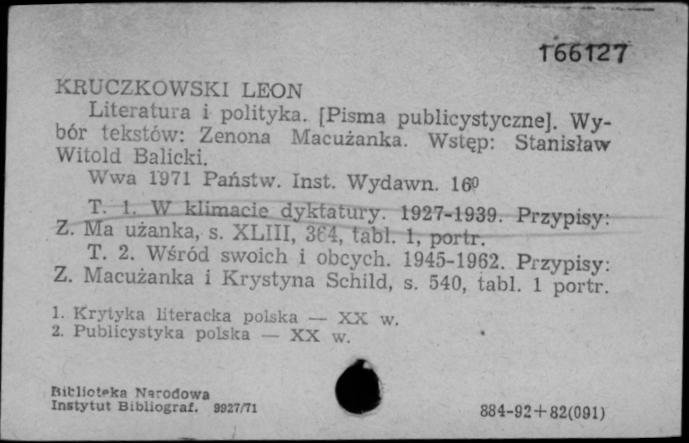 166127
KRUCZKOWSKI LEON
Literatura i polityka. [Pisma publicystyczne]. Wy-
bór tekstów: Zenona Macużanka. Wstęp: Stanisław
Witold Balicki.
Wwa 1971 Państw. Inst. Wydawn. 16º
T. 1. W klimacie dyktatury. 1927-1939. Przypisy:
Z. Ma użanka, s. XLIII, 364, tabl. 1, portr.
T. 2. Wśród swoich i obcych. 1945-1962. Przypisy:
Z. Macużanka i Krystyna Schild, s. 540, tabl. 1 portr.
1. Krytyka literacka polska — XX w.
2. Publicystyka polska — XX w.
Biblioteka Narodowa
Instytut Bibliograf. 9927/71
884-92+82(091)